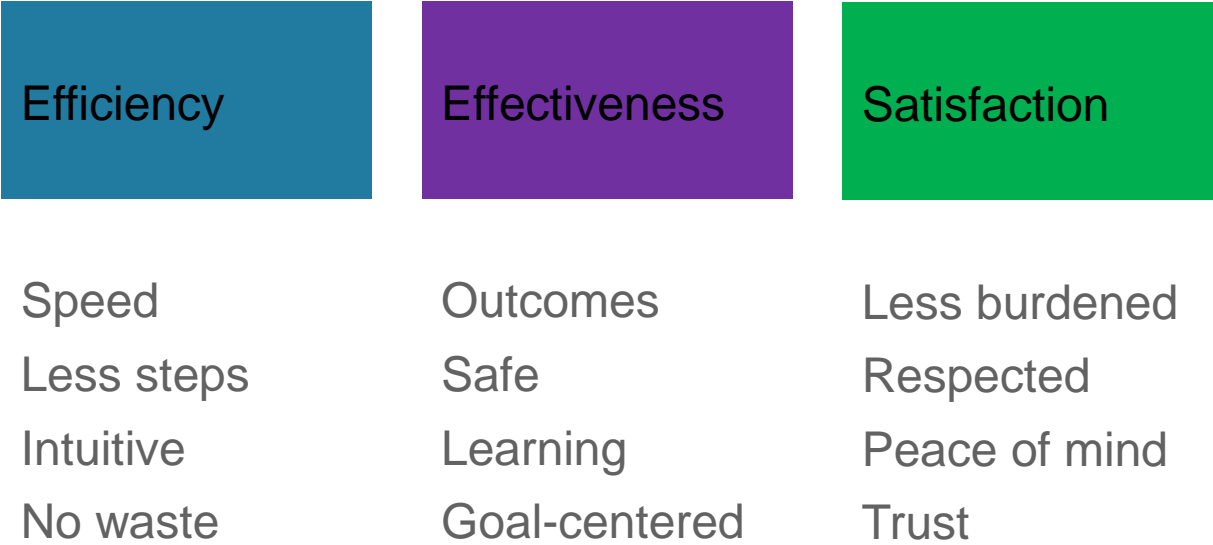 Efficiency
Speed
Less steps
Intuitive
No waste
Effectiveness
Outcomes
Safe
Learning
Goal-centered
Satisfaction
Less burdened
Respected
Peace of mind
Trust